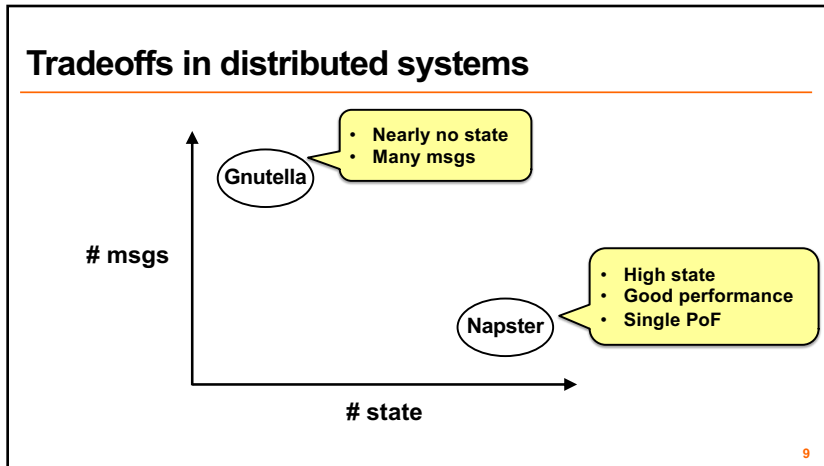 Tradeoffs in distributed systems
• Nearly no state
• Many msgs
Gnutella
# msgs
• High state
• Good performance
• Single PoF
Napster
# state
9